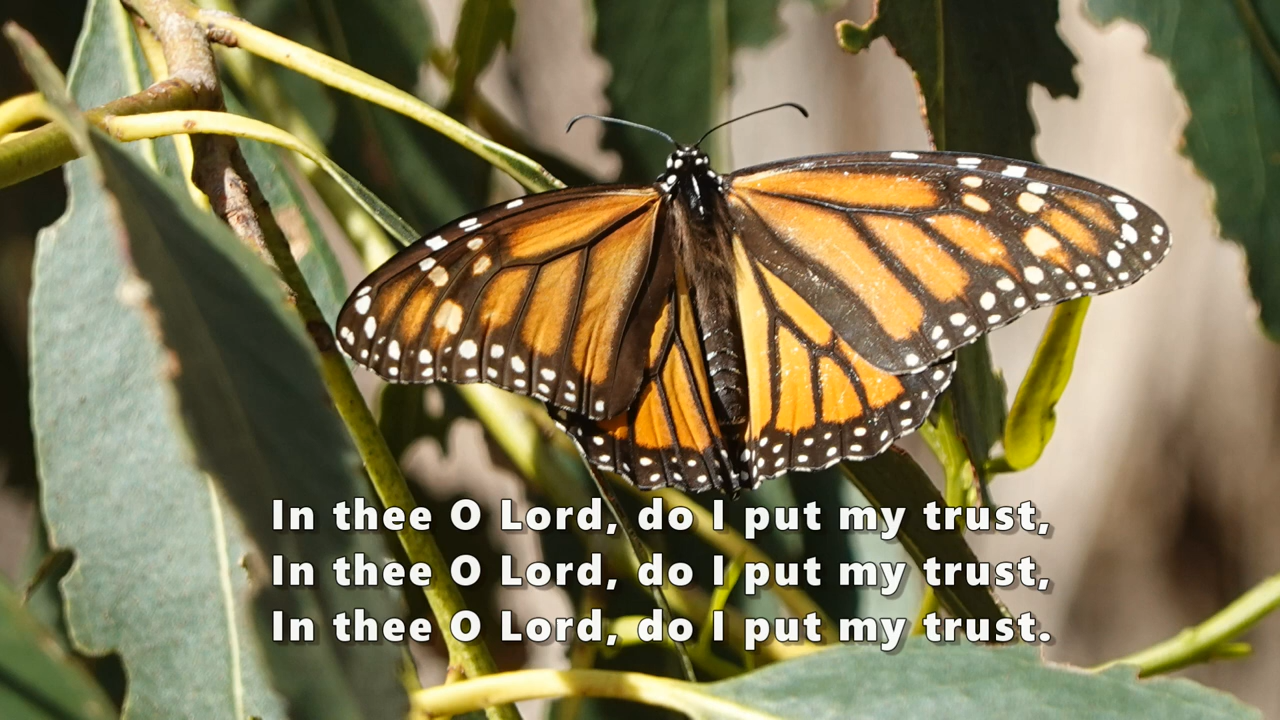 In thee O Lord, do I put my trust,
In thee O Lord, do I put my trust,
In thee O Lord, do I put my trust.